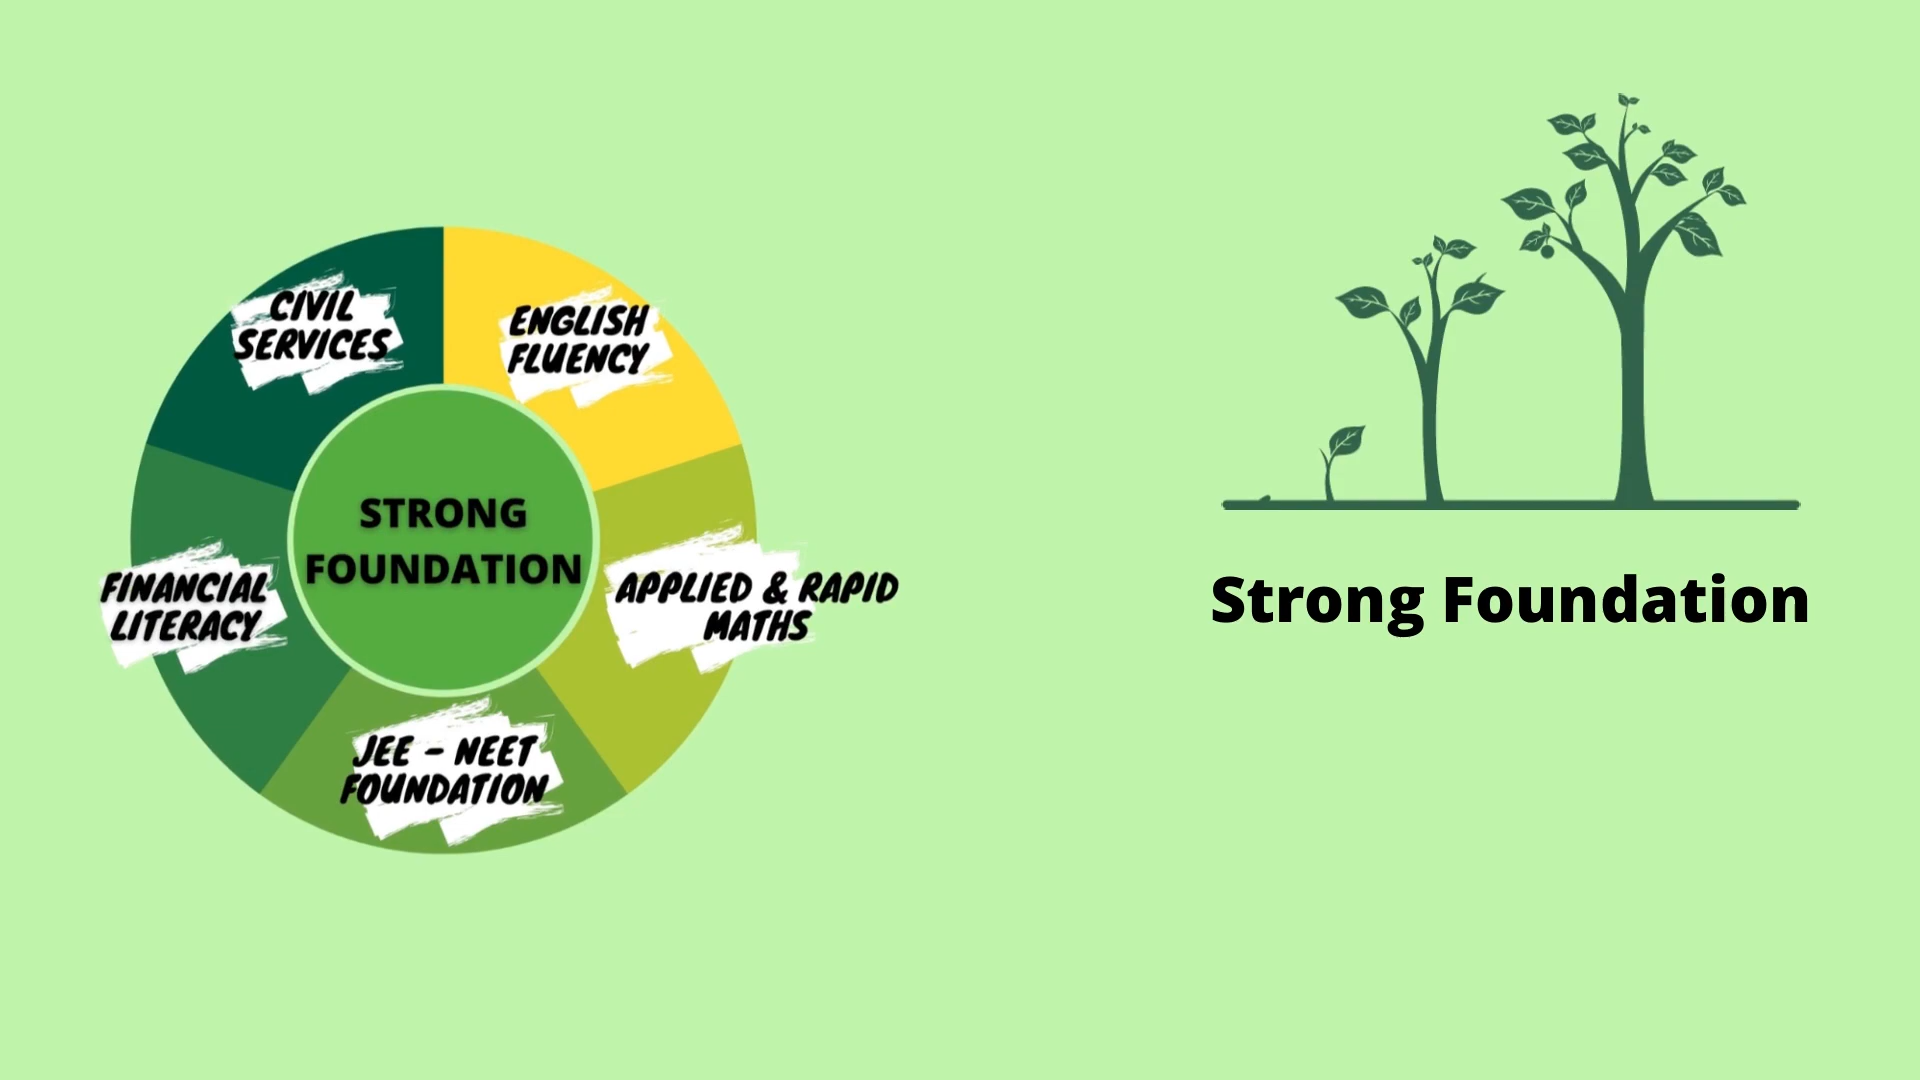 CIVIL
SERVICES
ENGLISH
FLUENCY
STRONG
FOUNDATION
FINANCIAL
LITERACY
APPLIED & RAPID
MATHS
JEE - NEET
FOUNDATION
Strong Foundation